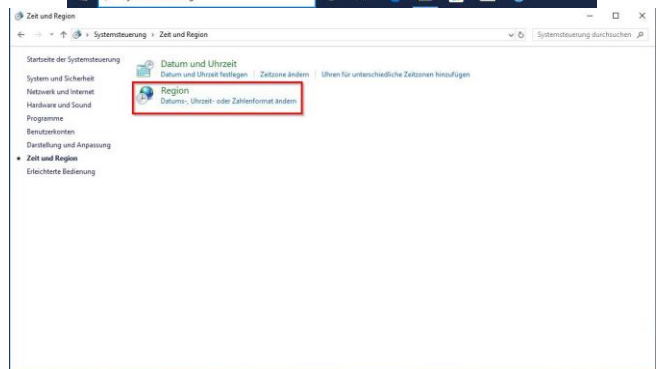 Zeit und Region
Systemsteuerung > Zeit und Region
Systemsteuerung durchsuchen
Startseite der Systemsteuerung
System und Sicherheit
Netzwerk und Internet
Hardware und Sound
Programme
Benutzerkonten
Darstellung und Anpassung
Zeit und Region
Erleichterte Bedienung
Datum und Uhrzeit
Datum und Uhrzeit festlegen | Zeitzone ändern | Uhren für unterschiedliche Zeitzonen hinzufügen
Region
Datums-, Uhrzeit- oder Zahlenformat ändern